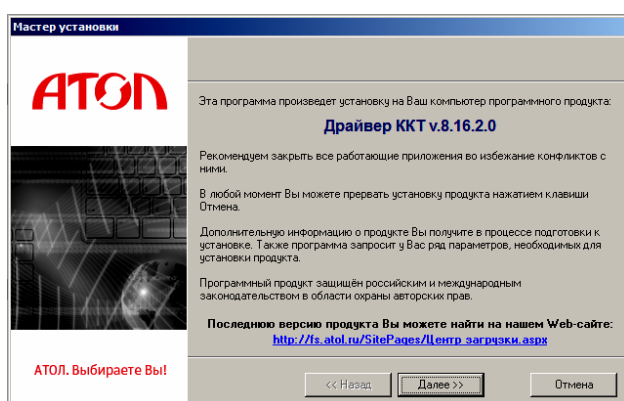 Мастер установки
АТОЛ
Эта программа произведет установку на Ваш компьютер программного продукта:
Драйвер ККТ v.8.16.2.0
Рекомендуем закрыть все работающие приложения во избежание конфликтов с
ними.
В любой момент Вы можете прервать установку продукта нажатием клавиши
Отмена.
Дополнительную информацию о продукте Вы получите в процессе подготовки к
установке. Также программа запросит у Вас ряд параметров, необходимых для
установки продукта.
Программный продукт защищён российским и международным
законодательством в области охраны авторских прав.
Последнюю версию продукта Вы можете найти на нашем Web-сайте:
http://fs.atol.ru/SitePages/Центр загрузки.aspx
АТОЛ. Выбираете Вы!
<< Назад Далее >> Отмена